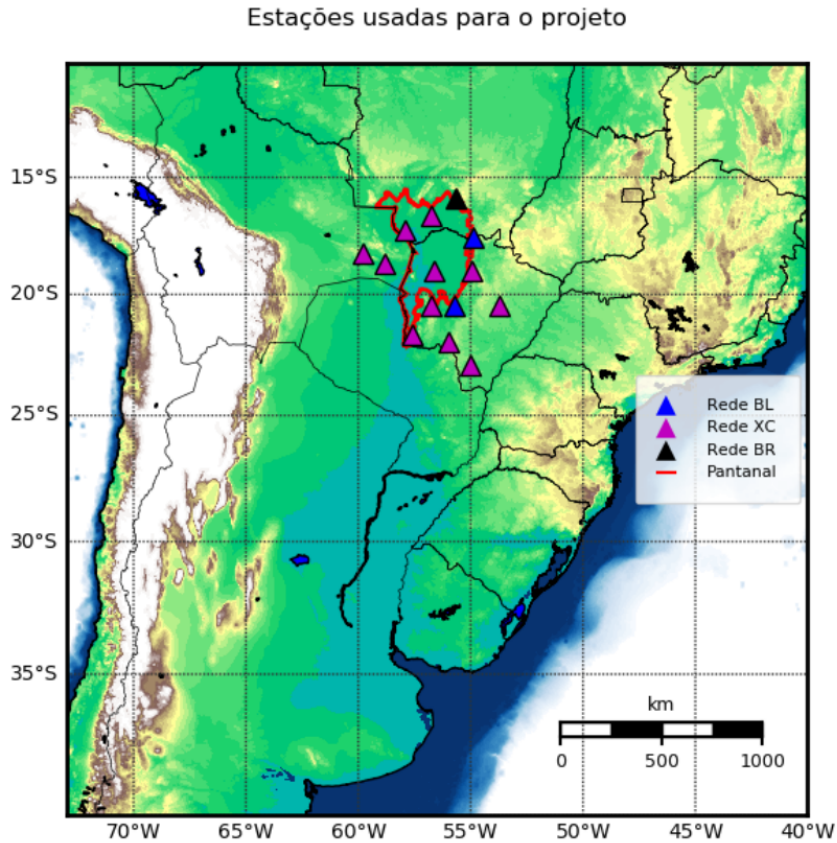 Estações usadas para o projeto
15°S
20°S
25°S
30°S
35°S
Rede BL
Rede XC
Rede BR
Pantanal
km
0 500 1000
70°W 65°W 60°W 55°W 50°W 45°W 40°W